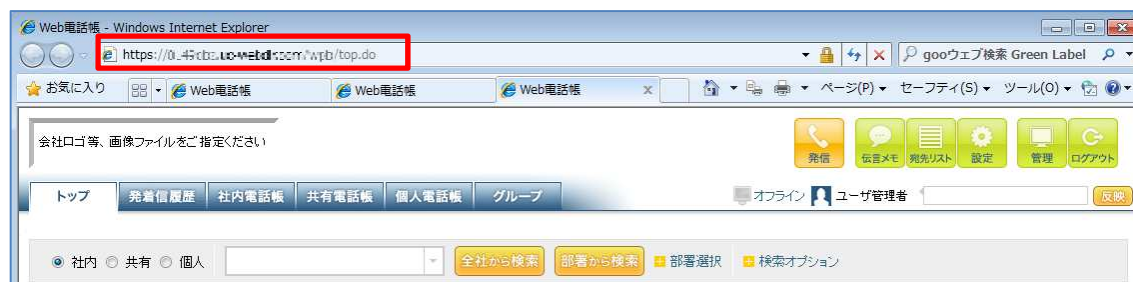 Web電話帳 - Windows Internet Explorer
https:// /top.do
gooウェブ検索 Green Label
お気に入り Web電話帳 Web電話帳 Web電話帳 x ページ(P) セーフティ(S) ツール(O)
会社ロゴ等、画像ファイルをご指定ください
発信 伝言メモ 宛先リスト 設定 管理 ログアウト
トップ 発着信履歴 社内電話帳 共有電話帳 個人電話帳 グループ
オフライン ユーザ管理者 反映
社内 共有 個人 全社から検索 部署から検索 部署選択 検索オプション